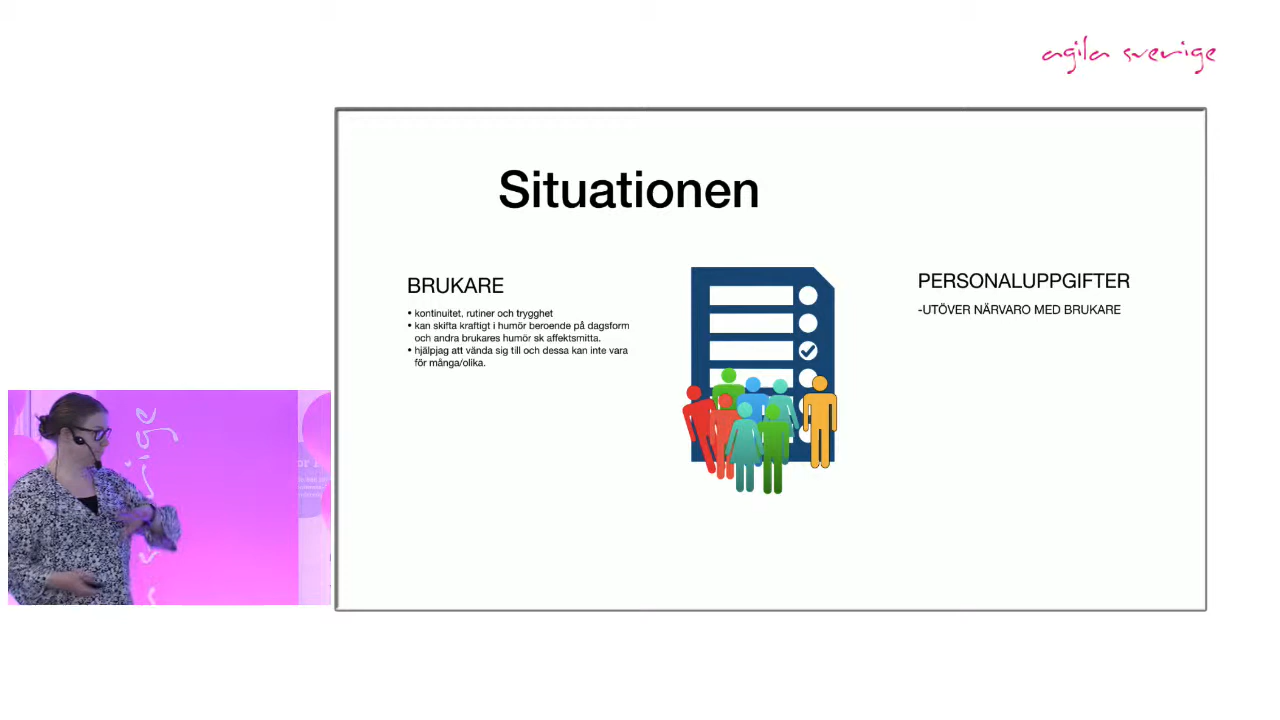 agila sverige
Situationen
BRUKARE
• kontinuitet, rutiner och trygghet
• kan skifta kraftigt i humör beroende på dagsform
och andra brukares humör sk affektsmitta.
• hjälpjag att vända sig till och dessa kan inte vara
för många/olika.
PERSONALUPPGIFTER
-UTÖVER NÄRVARO MED BRUKARE